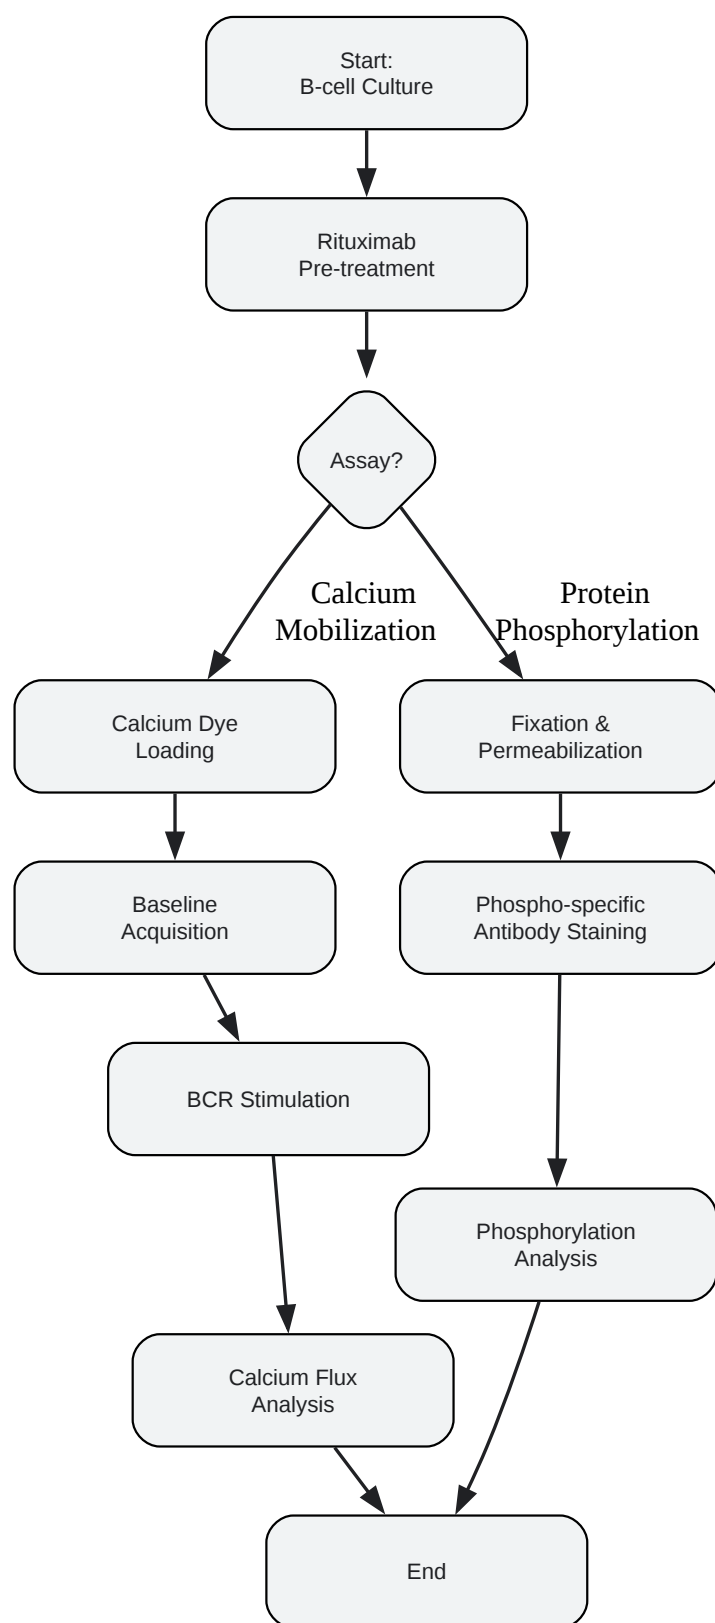 Start:
B-cell Culture
Rituximab
Pre-treatment
Assay?
Calcium
Mobilization
Protein
Phosphorylation
Calcium Dye
Loading
Fixation &
Permeabilization
Baseline
Acquisition
Phospho-specific
Antibody Staining
BCR Stimulation
Phosphorylation
Analysis
Calcium Flux
Analysis
End